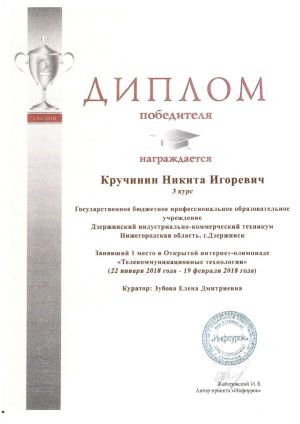 2
степени
ДИПЛОМ
победителя
награждается
Кручинин Никита Игоревич
3 курс
Государственное бюджетное профессиональное образовательное
учреждение
Дзержинский индустриально-коммерческий техникум
Нижегородская область, г.Дзержинск
Занявший 1 место в Открытой интернет-олимпиаде
«Телекоммуникационные технологии»
(22 января 2018 года - 19 февраля 2018 года)
Куратор: Зубова Елена Дмитриевна
«Инфоурок»
Жаборовский И. В.
Автор проекта «Инфоурок»